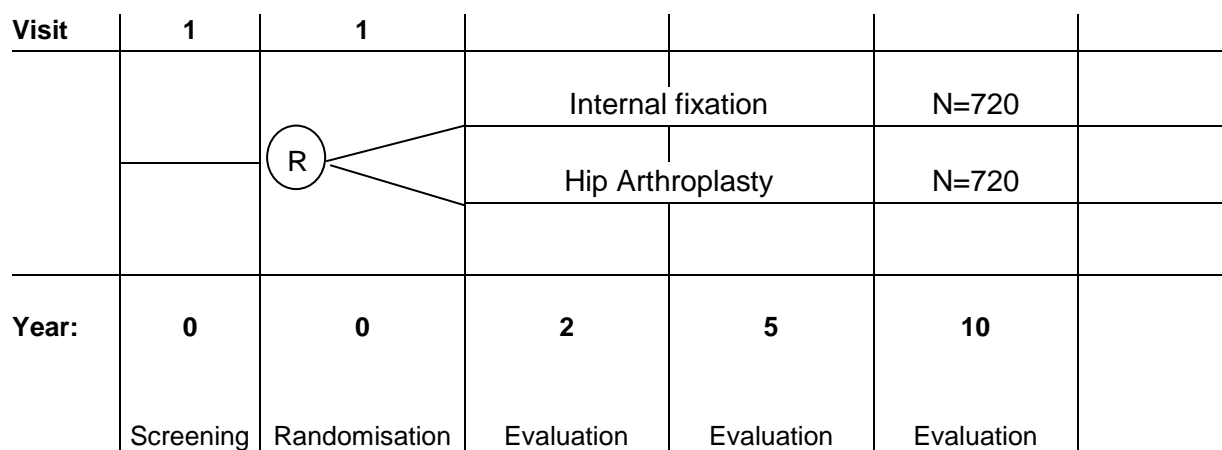 Visit 1 1
Internal fixation N=720
R
Hip Arthroplasty N=720
Year: 0 0 2 5 10
Screening Randomisation Evaluation Evaluation Evaluation